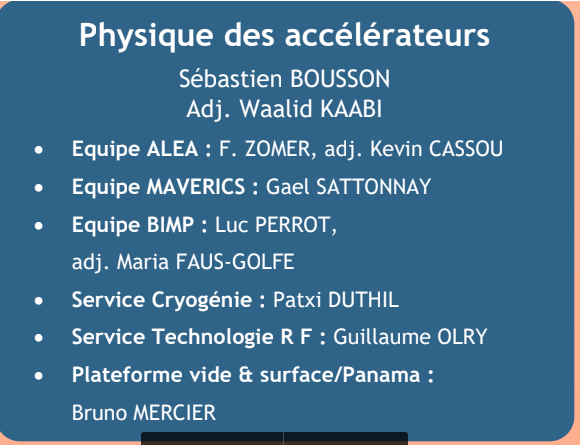 Physique des accélérateurs
Sébastien BOUSSON
Adj. Waalid KAABI
• Equipe ALEA : F. ZOMER, adj. Kevin CASSOU
• Equipe MAVERICS : Gael SATTONNAY
• Equipe BIMP : Luc PERROT,
adj. Maria FAUS-GOLFE
• Service Cryogénie : Patxi DUTHIL
• Service Technologie R F : Guillaume OLRY
• Plateforme vide & surface/Panama :
Bruno MERCIER